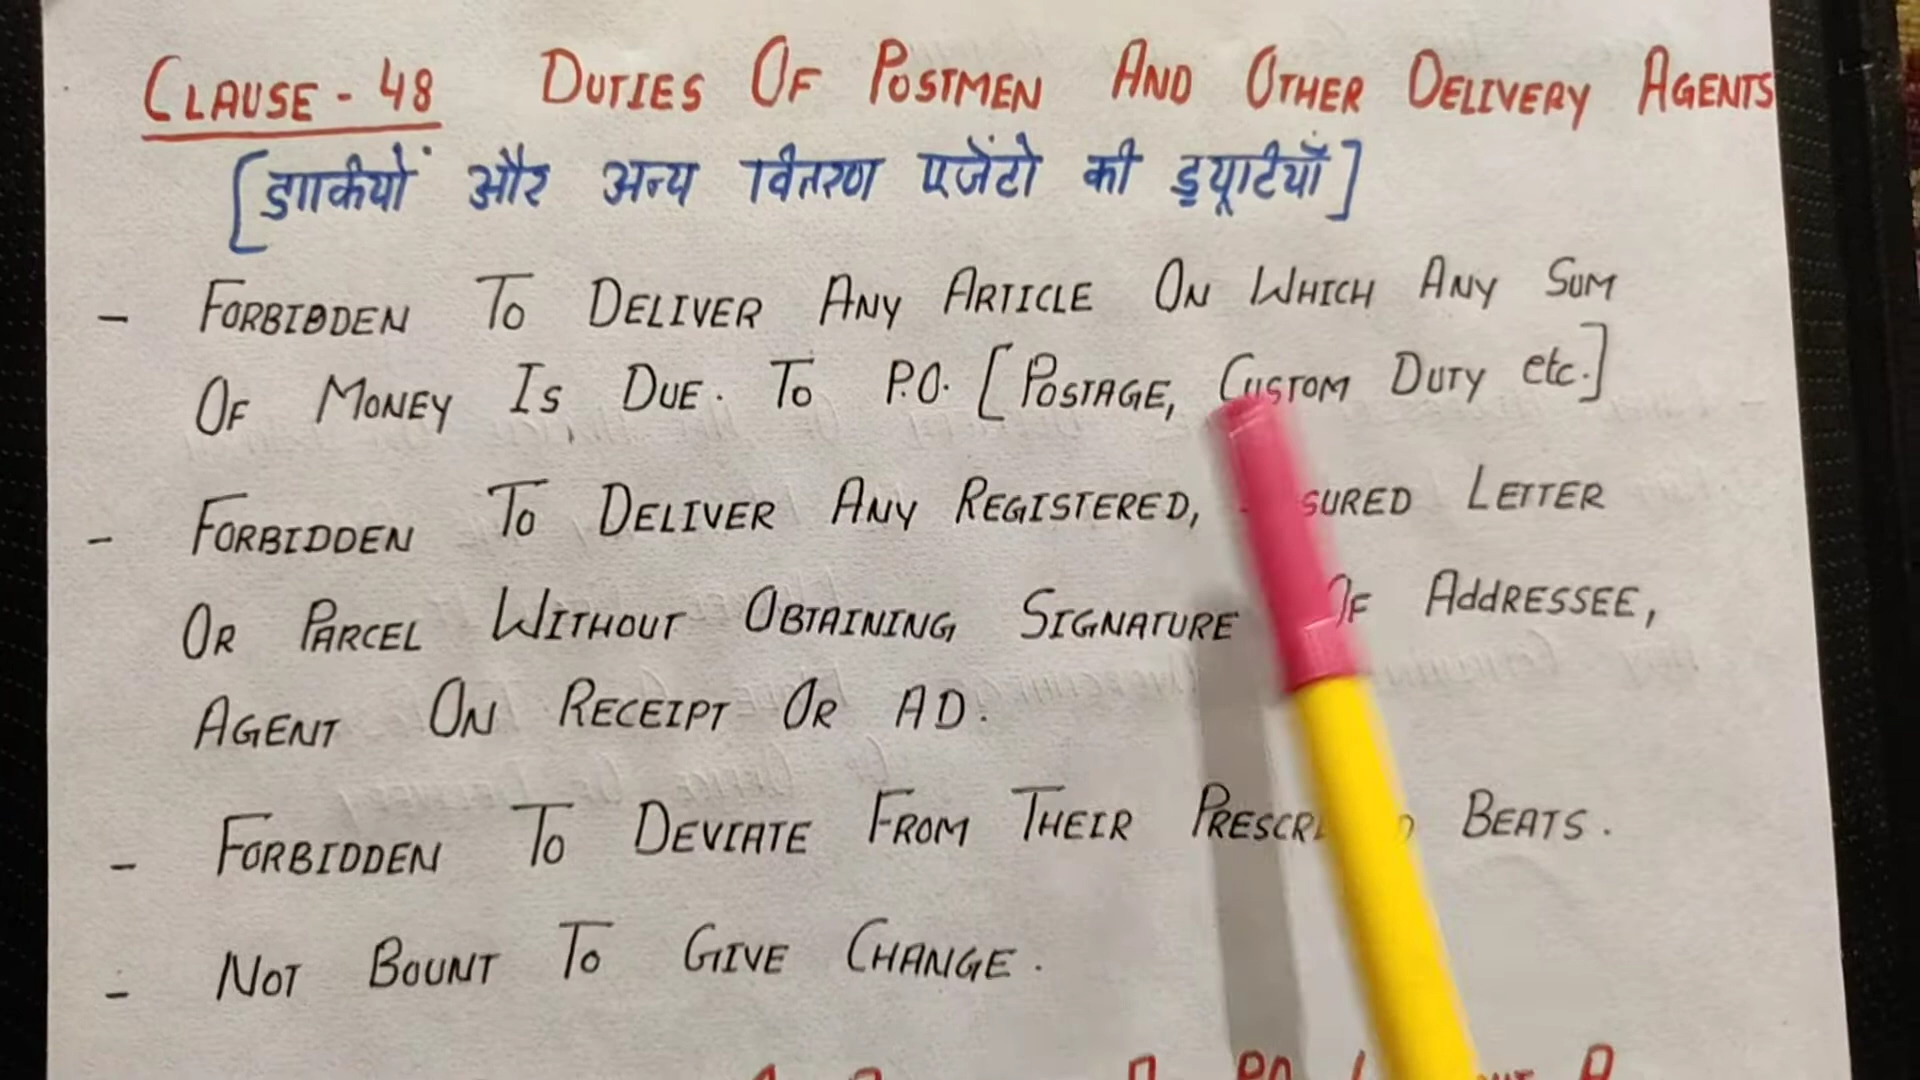 CLAUSE - 48 DUTIES OF POSTMEN AND OTHER DELIVERY AGENTS
[डाकीयों और अन्य वितरण एजेंटो की ड्यूटीयाँ]
- FORBIDDEN TO DELIVER ANY ARTICLE ON WHICH ANY SUM
OF MONEY IS DUE. TO P.O. [POSTAGE, CUSTOM DUTY etc.]
- FORBIDDEN TO DELIVER ANY REGISTERED, LETTER
OR PARCEL WITHOUT OBTAINING SIGNATURE OF ADDRESSEE,
AGENT ON RECEIPT OR AD.
- FORBIDDEN TO DEVIATE FROM THEIR BEATS.
- NOT BOUNT TO GIVE CHANGE.